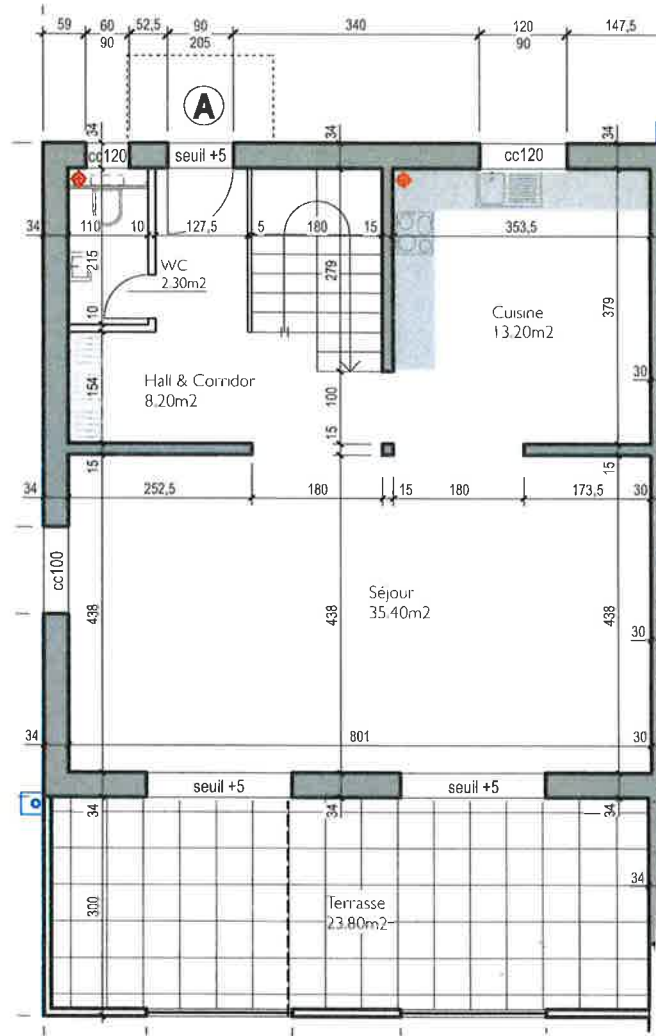 59 60 52,5 90 340 120 147,5
90 205 90
A
34 34 34
cc120 seuil +5 cc120
34 110 10 127,5 5 180 15 353,5
215 279 379
WC
2.30m2
Cuisine
13.20m2
10
Hall & Corridor
8.20m2
154 100 30
15 15 15
34 252,5 180 15 180 173,5 30
cc100
Séjour
35.40m2
438 438 438
30
34 801 30
seuil +5 seuil +5
34 34 34
34
300
Terrasse
23.80m2